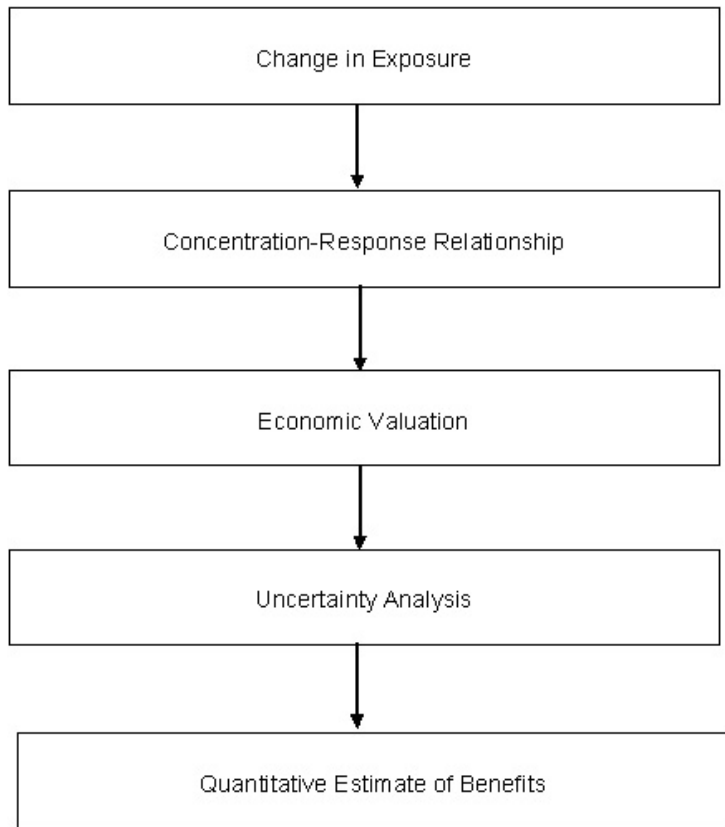 Change in Exposure
Concentration-Response Relationship
Economic Valuation
Uncertainty Analysis
Quantitative Estimate of Benefits